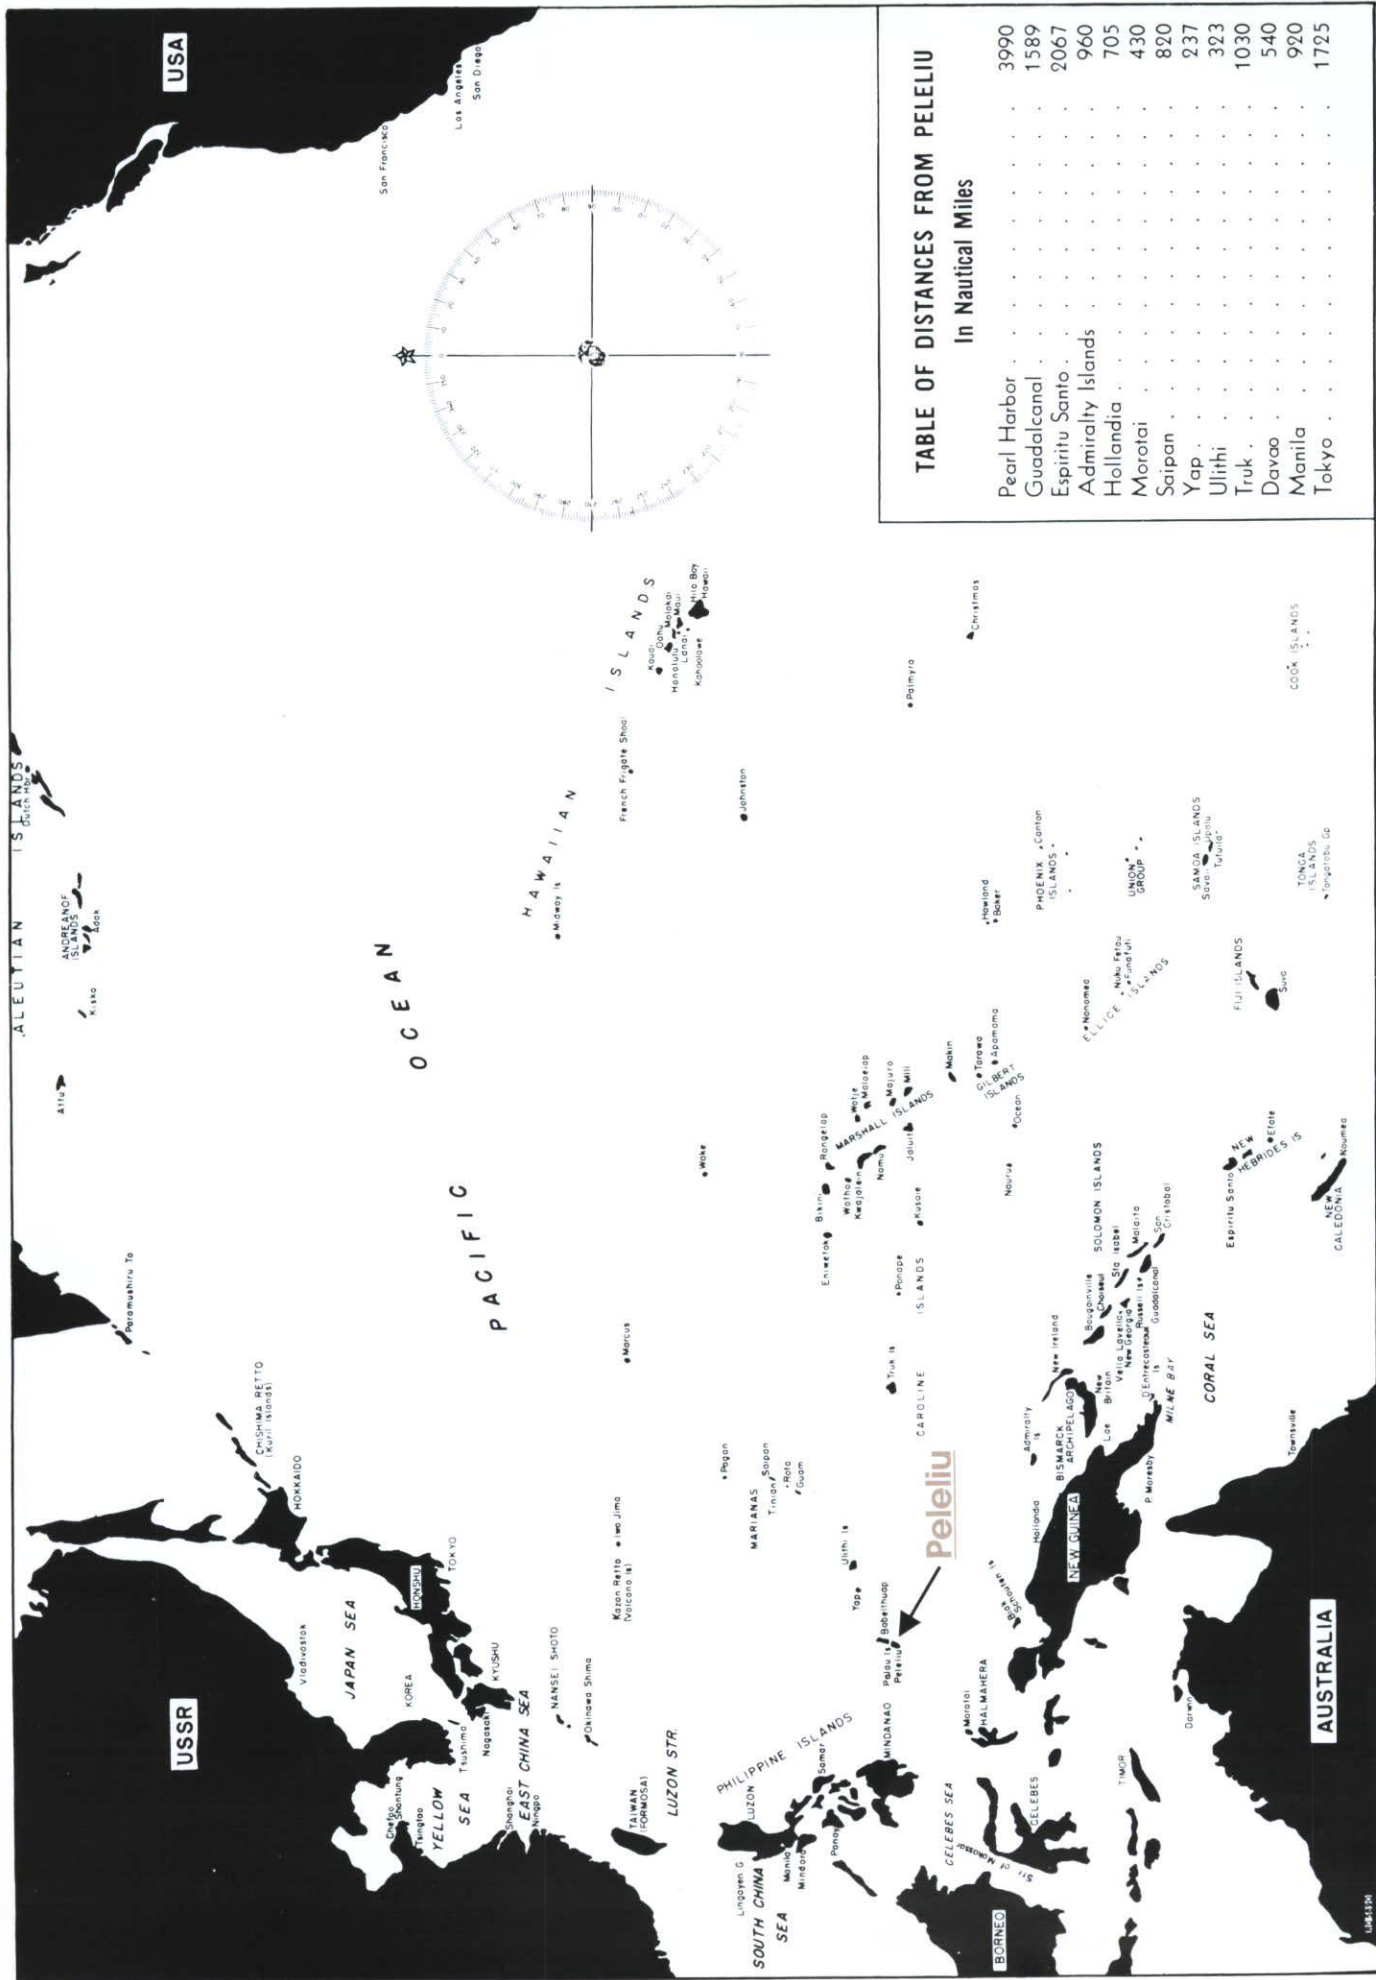 USA
San Francisco
Los Angeles
San Diego
ALEUTIAN ISLANDS
Dutch Hbr
ANDREANOF
ISLANDS
Adak
Kiska
Attu
Paramushiru To
CHISHIMA RETTO
(Kuril Islands)
HOKKAIDO
USSR
Vladivostok
JAPAN SEA
HONSHU
TOKYO
KOREA
Chefoo
Shantung
Tsingtao
YELLOW
SEA
Tsushima
Nagasaki
KYUSHU
Shanghai
EAST CHINA SEA
Ningpo
NANSEI SHOTO
Okinawa Shima
TAIWAN
(FORMOSA)
LUZON STR.
Kazan Retto
(Volcano Is)
Iwo Jima
Marcus
PACIFIC
OCEAN
Wake
HAWAIIAN
ISLANDS
Midway Is
French Frigate Shoal
Kauai
Oahu
Honolulu
Molokai
Lanai
Maui
Kahoolawe
Hilo Bay
Hawaii
Johnston
Palmyra
Christmas
PHILIPPINE ISLANDS
LUZON
Lingayen G
SOUTH CHINA
SEA
Manila
Mindoro
Samar
Panay
MINDANAO
MARIANAS
Pagan
Saipan
Tinian
Rota
Guam
Ulithi Is
Yap
Palau Is
Babelthuap
Peleliu
Peleliu
CAROLINE ISLANDS
Truk Is
Ponape
Kusaie
Eniwetok
Bikini
Rongelap
Wotho
Kwajalein
Namu
Wotje
Maloelap
MARSHALL ISLANDS
Majuro
Mili
Jaluit
Makin
Tarawa
Apamama
GILBERT
ISLANDS
Ocean
Nauru
Howland
Baker
PHOENIX
ISLANDS
Canton
Nanomea
ELLICE ISLANDS
Nuku Fetau
Funafuti
UNION
GROUP
SAMOA ISLANDS
Savaii
Upolu
Tutuila
FIJI ISLANDS
Suva
TONGA
ISLANDS
Tongatabu Gp
COOK ISLANDS
CELEBES SEA
Str. of Makassar
CELEBES
BORNEO
Morotai
HALMAHERA
Biak
Schouten Is
Hollandia
NEW GUINEA
Admiralty
Is
BISMARCK
ARCHIPELAGO
New Ireland
New
Britain
Lae
P. Moresby
D'Entrecasteaux
Is
MILNE BAY
Bougainville
Choiseul
SOLOMON ISLANDS
Vella Lavella
New Georgia
Russell Is
Sta Isabel
Malaita
Guadalcanal
San
Cristobal
CORAL SEA
Espiritu Santo
NEW
HEBRIDES IS
Efate
NEW
CALEDONIA
Noumea
TIMOR
Darwin
Townsville
AUSTRALIA
TABLE OF DISTANCES FROM PELELIU
In Nautical Miles
Pearl Harbor . . . . . . . . 3990
Guadalcanal . . . . . . . . 1589
Espiritu Santo . . . . . . . . 2067
Admiralty Islands . . . . . . . 960
Hollandia . . . . . . . . 705
Morotai . . . . . . . . . 430
Saipan . . . . . . . . . 820
Yap . . . . . . . . . . 237
Ulithi . . . . . . . . . 323
Truk . . . . . . . . . . 1030
Davao . . . . . . . . . 540
Manila . . . . . . . . . 920
Tokyo . . . . . . . . . 1725